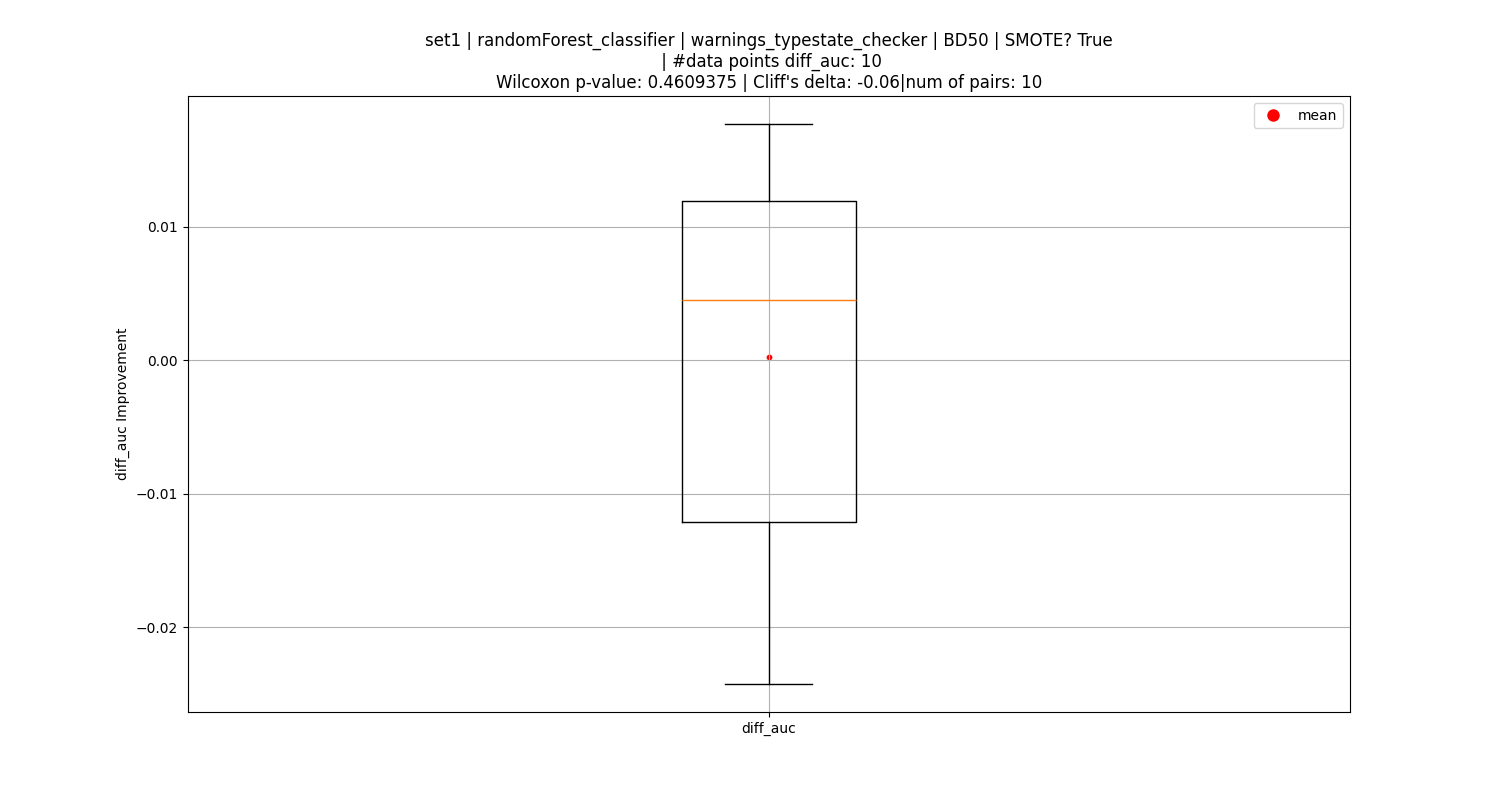 set1 | randomForest_classifier | warnings_typestate_checker | BD50 | SMOTE? True
| #data points diff_auc: 10
Wilcoxon p-value: 0.4609375 | Cliff's delta: -0.06|num of pairs: 10
mean
0.01
0.00
−0.01
−0.02
diff_auc Improvement
diff_auc